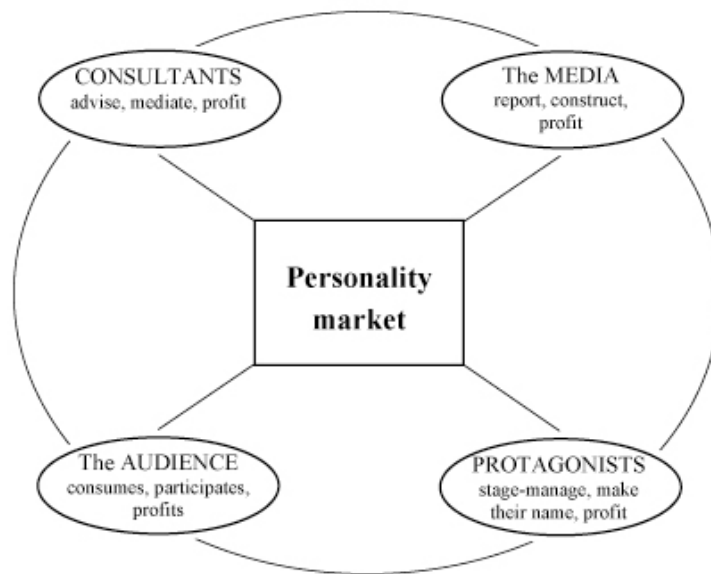 CONSULTANTS
advise, mediate, profit
The MEDIA
report, construct,
profit
Personality
market
The AUDIENCE
consumes, participates,
profits
PROTAGONISTS
stage-manage, make
their name, profit